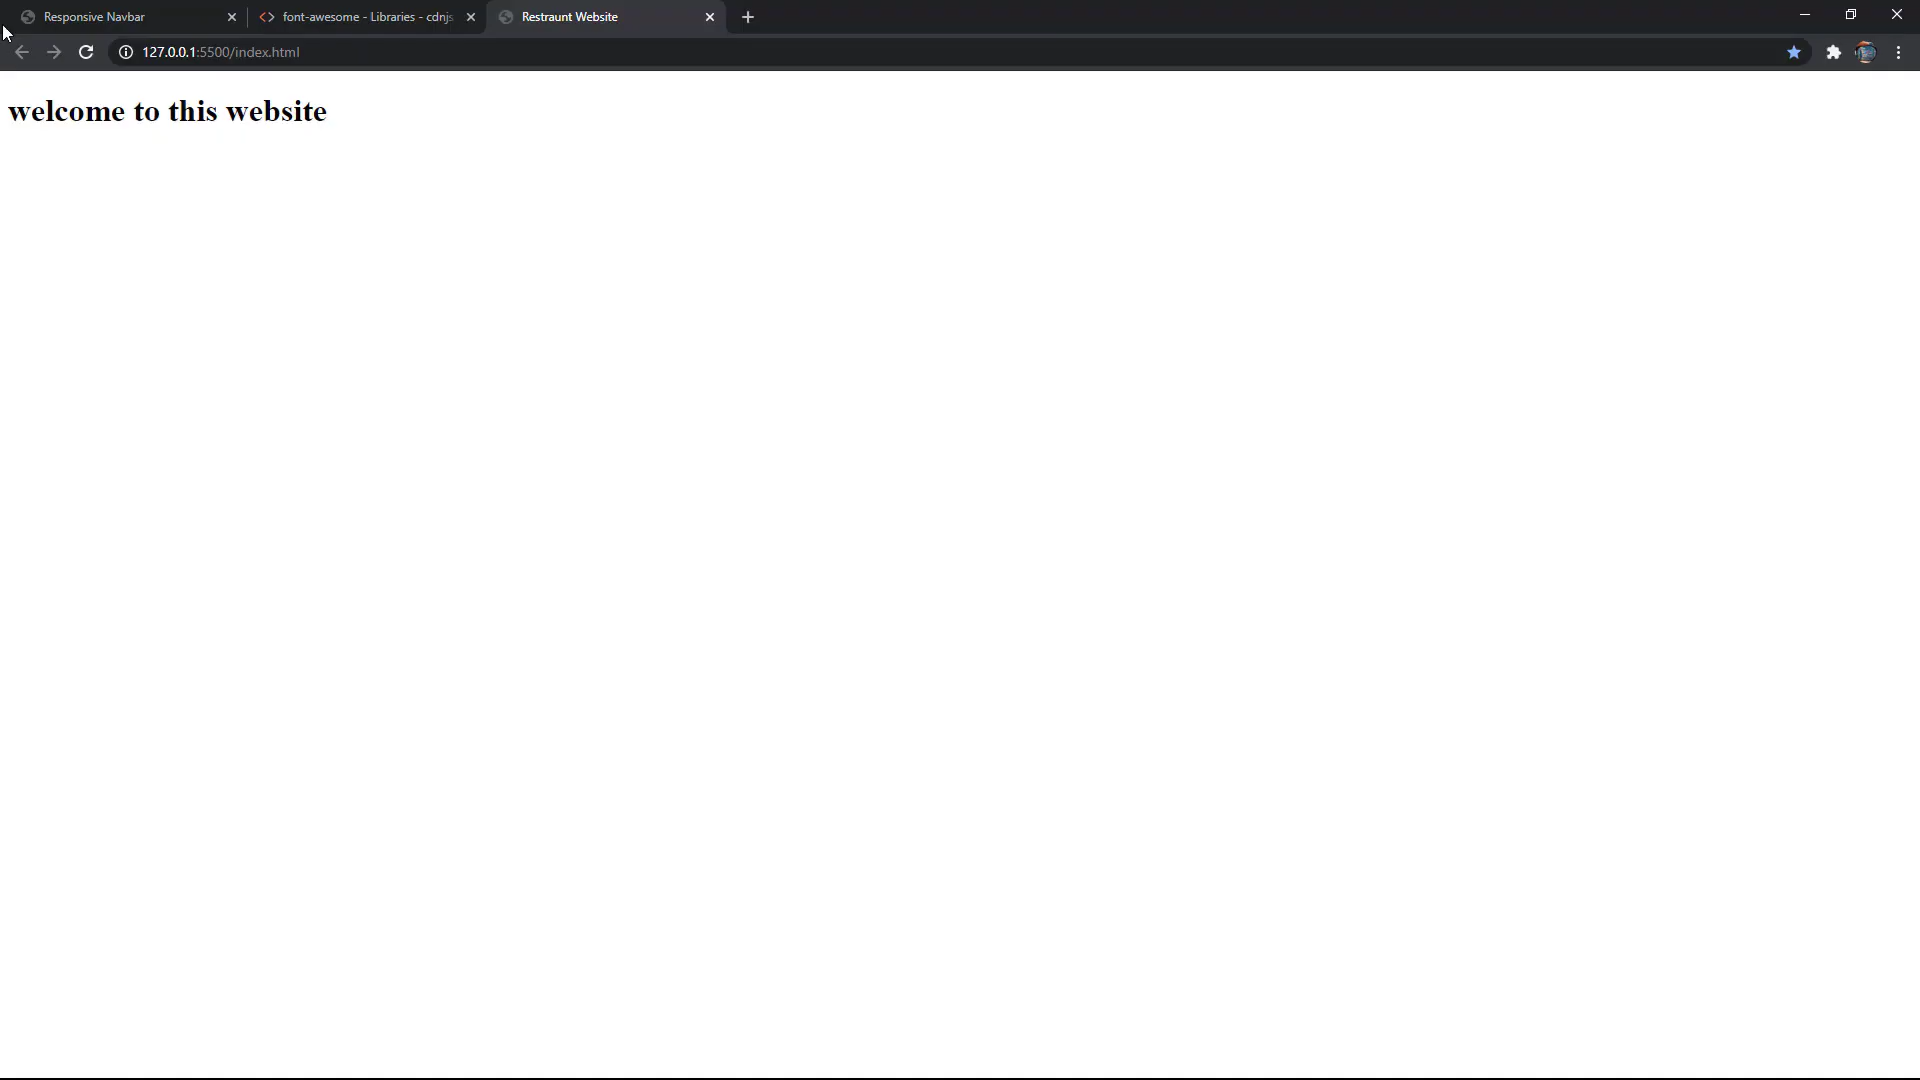 Responsive Navbar
font-awesome - Libraries - cdnjs
Restraunt Website
127.0.0.1:5500/index.html
welcome to this website